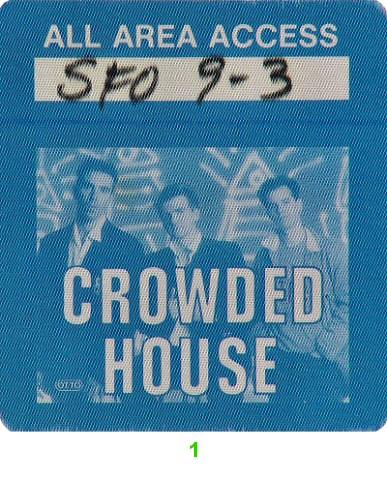 ALL AREA ACCESS
SFO 9-3
CROWDED
HOUSE
OTTO
1